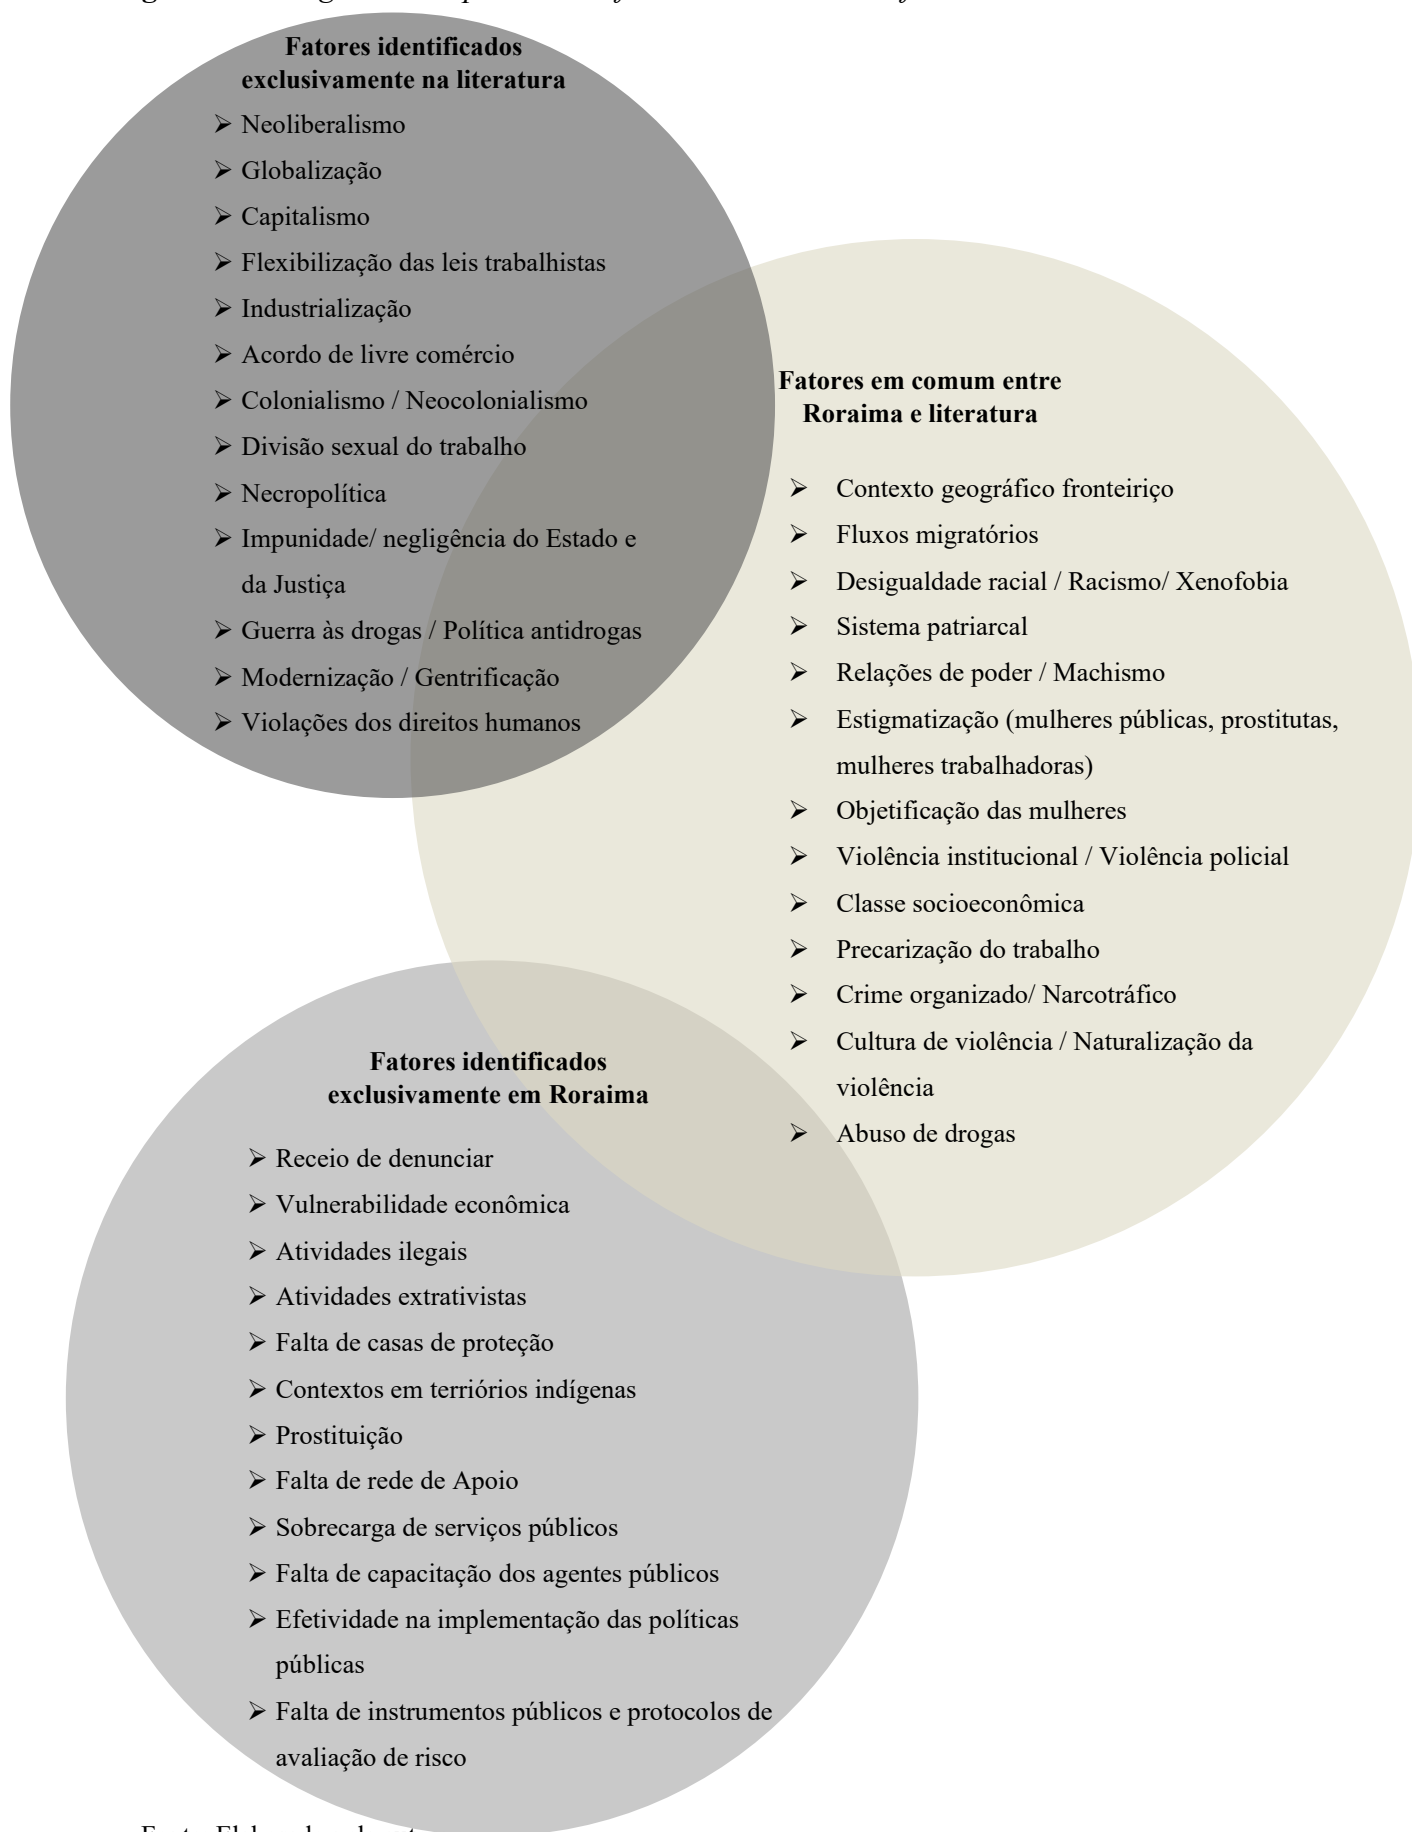 Fatores identificados
exclusivamente na literatura
➢ Neoliberalismo
➢ Globalização
➢ Capitalismo
➢ Flexibilização das leis trabalhistas
➢ Industrialização
➢ Acordo de livre comércio
➢ Colonialismo / Neocolonialismo
➢ Divisão sexual do trabalho
➢ Necropolítica
➢ Impunidade/ negligência do Estado e
da Justiça
➢ Guerra às drogas / Política antidrogas
➢ Modernização / Gentrificação
➢ Violações dos direitos humanos
Fatores em comum entre
Roraima e literatura
➢ Contexto geográfico fronteiriço
➢ Fluxos migratórios
➢ Desigualdade racial / Racismo/ Xenofobia
➢ Sistema patriarcal
➢ Relações de poder / Machismo
➢ Estigmatização (mulheres públicas, prostitutas,
mulheres trabalhadoras)
➢ Objetificação das mulheres
➢ Violência institucional / Violência policial
➢ Classe socioeconômica
➢ Precarização do trabalho
➢ Crime organizado/ Narcotráfico
➢ Cultura de violência / Naturalização da
violência
➢ Abuso de drogas
Fatores identificados
exclusivamente em Roraima
➢ Receio de denunciar
➢ Vulnerabilidade econômica
➢ Atividades ilegais
➢ Atividades extrativistas
➢ Falta de casas de proteção
➢ Contextos em terriórios indígenas
➢ Prostituição
➢ Falta de rede de Apoio
➢ Sobrecarga de serviços públicos
➢ Falta de capacitação dos agentes públicos
➢ Efetividade na implementação das políticas
públicas
➢ Falta de instrumentos públicos e protocolos de
avaliação de risco